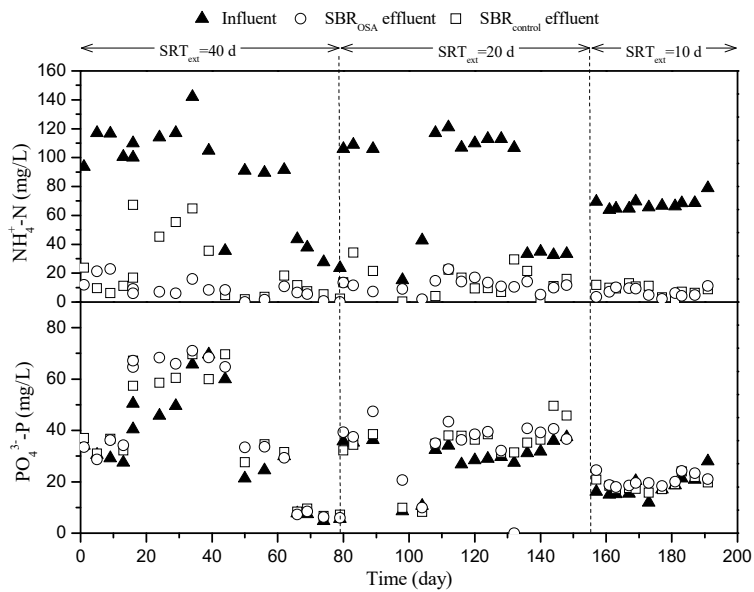 Influent SBR_OSA effluent SBR_control effluent
SRT_ext=40 d SRT_ext=20 d SRT_ext=10 d
160
140
120
100
80
60
40
20
0
NH₄⁺-N (mg/L)
80
60
40
20
0
PO₄³⁻-P (mg/L)
0 20 40 60 80 100 120 140 160 180 200
Time (day)